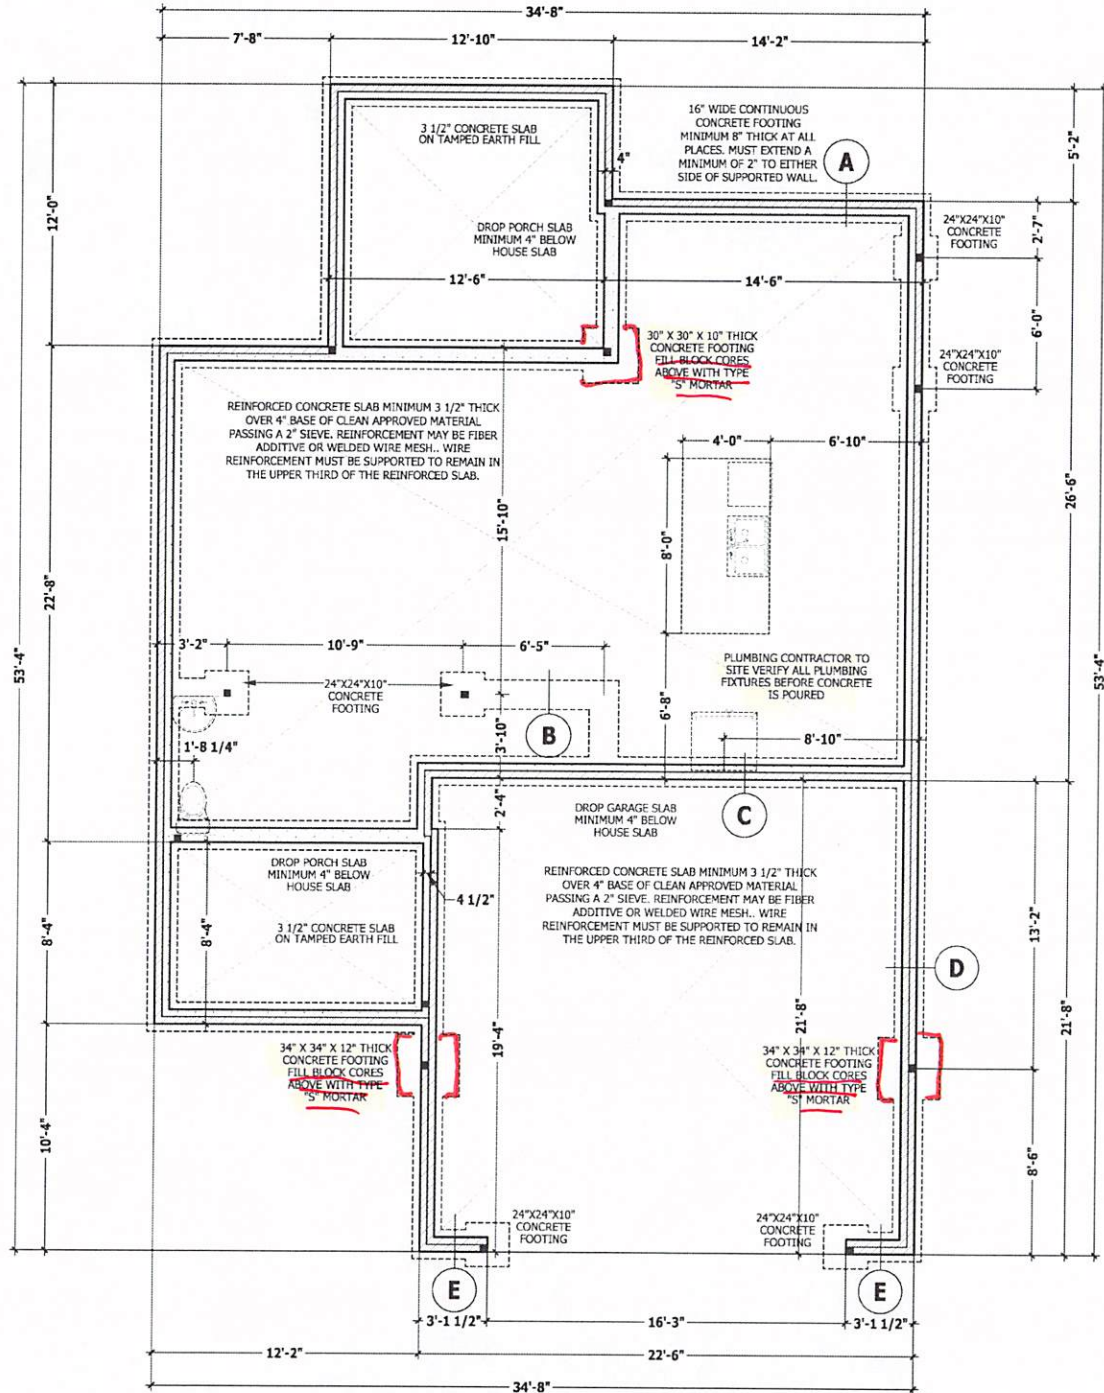 34'-8"
7'-8"
12'-10"
14'-2"
3 1/2" CONCRETE SLAB
ON TAMPED EARTH FILL
16" WIDE CONTINUOUS
CONCRETE FOOTING
MINIMUM 8" THICK AT ALL
PLACES. MUST EXTEND A
MINIMUM OF 2" TO EITHER
SIDE OF SUPPORTED WALL.
A
4"
5'-2"
12'-0"
DROP PORCH SLAB
MINIMUM 4" BELOW
HOUSE SLAB
24"X24"X10"
CONCRETE
FOOTING
2'-7"
12'-6"
14'-6"
6'-0"
30" X 30" X 10" THICK
CONCRETE FOOTING
FILL BLOCK CORES
ABOVE WITH TYPE
"S" MORTAR
24"X24"X10"
CONCRETE
FOOTING
REINFORCED CONCRETE SLAB MINIMUM 3 1/2" THICK
OVER 4" BASE OF CLEAN APPROVED MATERIAL
PASSING A 2" SIEVE. REINFORCEMENT MAY BE FIBER
ADDITIVE OR WELDED WIRE MESH.. WIRE
REINFORCEMENT MUST BE SUPPORTED TO REMAIN IN
THE UPPER THIRD OF THE REINFORCED SLAB.
4'-0"
6'-10"
26'-6"
15'-10"
8'-0"
22'-8"
53'-4"
53'-4"
3'-2"
10'-9"
6'-5"
24"X24"X10"
CONCRETE
FOOTING
PLUMBING CONTRACTOR TO
SITE VERIFY ALL PLUMBING
FIXTURES BEFORE CONCRETE
IS POURED
6'-8"
3'-10"
B
8'-10"
1'-8 1/4"
2'-4"
DROP GARAGE SLAB
MINIMUM 4" BELOW
HOUSE SLAB
C
DROP PORCH SLAB
MINIMUM 4" BELOW
HOUSE SLAB
4 1/2"
REINFORCED CONCRETE SLAB MINIMUM 3 1/2" THICK
OVER 4" BASE OF CLEAN APPROVED MATERIAL
PASSING A 2" SIEVE. REINFORCEMENT MAY BE FIBER
ADDITIVE OR WELDED WIRE MESH.. WIRE
REINFORCEMENT MUST BE SUPPORTED TO REMAIN IN
THE UPPER THIRD OF THE REINFORCED SLAB.
3 1/2" CONCRETE SLAB
ON TAMPED EARTH FILL
8'-4"
8'-4"
13'-2"
D
19'-4"
21'-8"
21'-8"
34" X 34" X 12" THICK
CONCRETE FOOTING
FILL BLOCK CORES
ABOVE WITH TYPE
"S" MORTAR
34" X 34" X 12" THICK
CONCRETE FOOTING
FILL BLOCK CORES
ABOVE WITH TYPE
"S" MORTAR
10'-4"
8'-6"
24"X24"X10"
CONCRETE
FOOTING
24"X24"X10"
CONCRETE
FOOTING
E
E
3'-1 1/2"
16'-3"
3'-1 1/2"
12'-2"
22'-6"
34'-8"